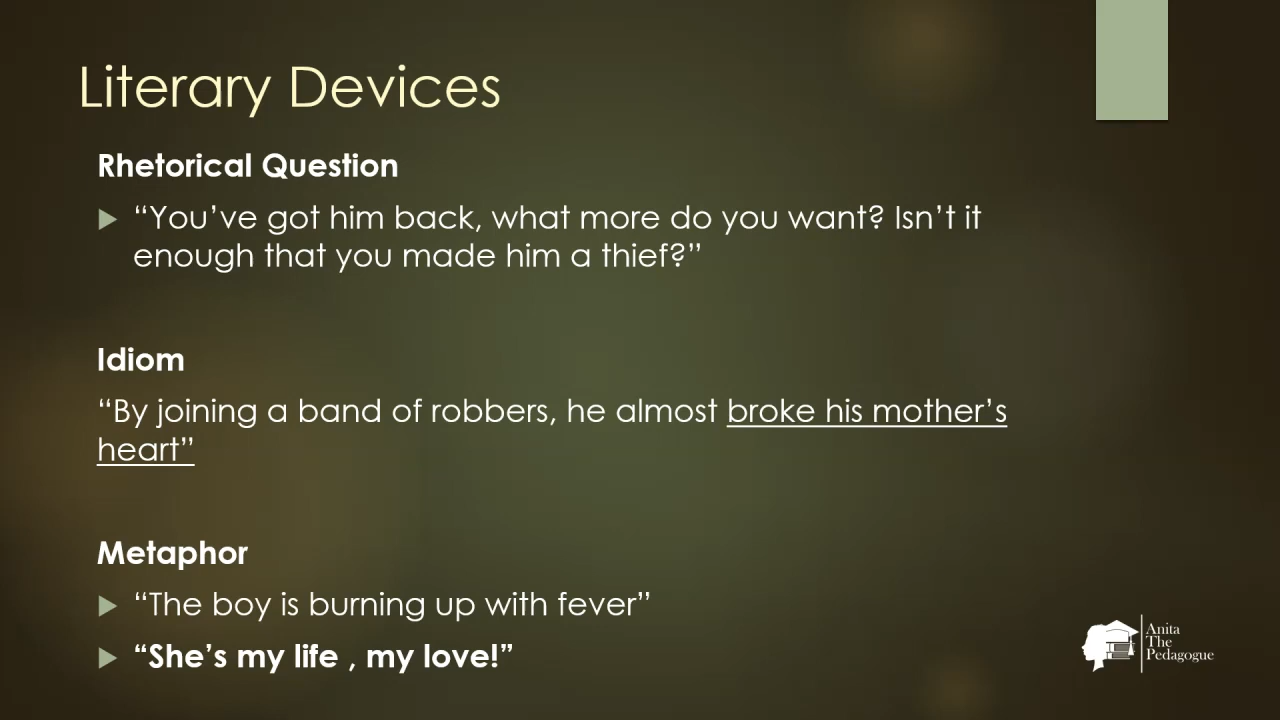 Literary Devices
Rhetorical Question
“You’ve got him back, what more do you want? Isn’t it
enough that you made him a thief?”
Idiom
“By joining a band of robbers, he almost broke his mother’s
heart”
Metaphor
“The boy is burning up with fever”
“She’s my life , my love!”
Anita
The
Pedagogue